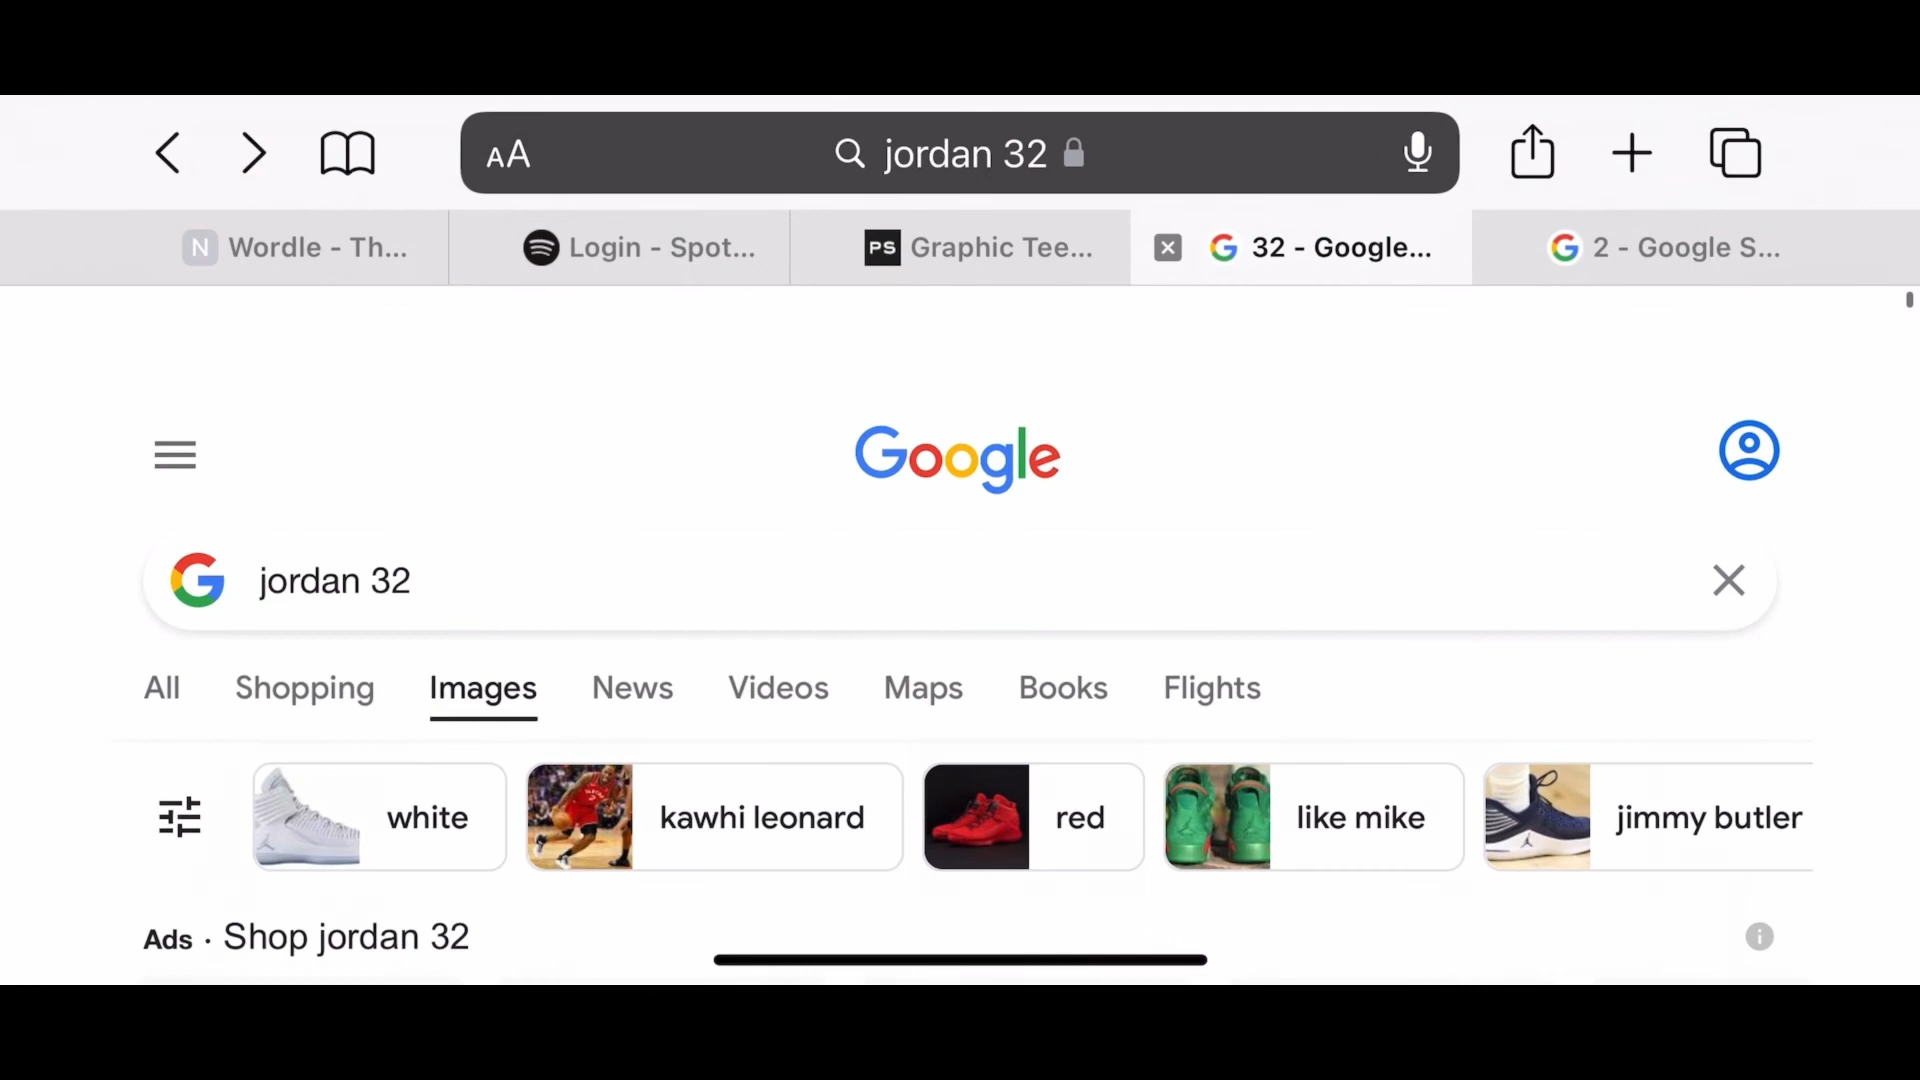 AA jordan 32
N Wordle - Th... Login - Spot... PS Graphic Tee... 32 - Google... 2 - Google S...
Google
jordan 32
All Shopping Images News Videos Maps Books Flights
white kawhi leonard red like mike jimmy butler
Ads · Shop jordan 32